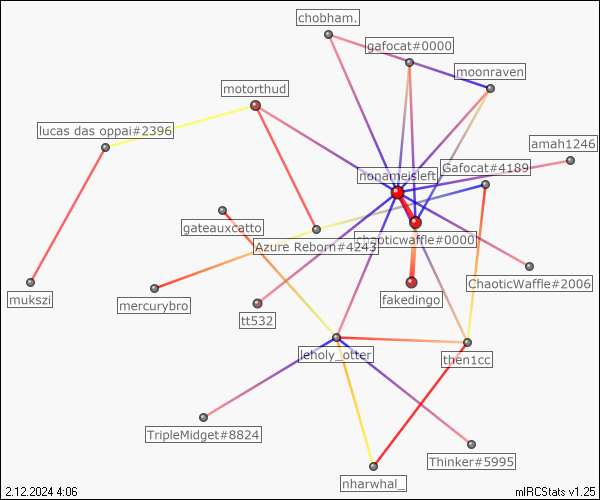 chobham.
gafocat#0000
moonraven
motorthud
lucas das oppai#2396
amah1246
Gafocat#4189
nonameisleft
gateauxcatto
chaoticwaffle#0000
Azure Reborn#4243
mukszi
mercurybro
fakedingo
ChaoticWaffle#2006
tt532
leholy_otter
then1cc
TripleMidget#8824
Thinker#5995
nharwhal_
2.12.2024 4:06
mIRCStats v1.25